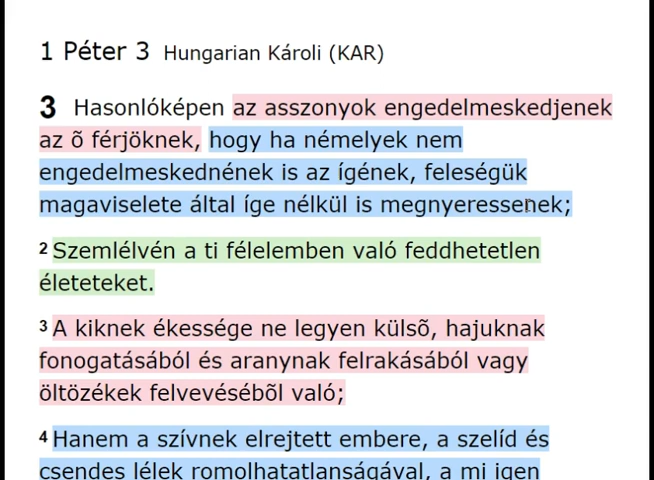 1 Péter 3 Hungarian Károli (KAR)
3 Hasonlóképen az asszonyok engedelmeskedjenek
az õ férjöknek, hogy ha némelyek nem
engedelmeskednének is az ígének, feleségük
magaviselete által íge nélkül is megnyeressenek;
2 Szemlélvén a ti félelemben való feddhetetlen
életeteket.
3 A kiknek ékessége ne legyen külsõ, hajuknak
fonogatásából és aranynak felrakásából vagy
öltözékek felvevésébõl való;
4 Hanem a szívnek elrejtett embere, a szelíd és
csendes lélek romolhatatlanságával, a mi igen